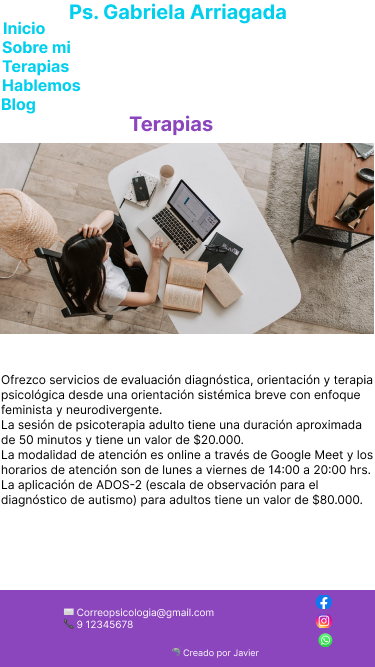 Ps. Gabriela Arriagada
Inicio
Sobre mi
Terapias
Hablemos
Blog
Terapias
Ofrezco servicios de evaluación diagnóstica, orientación y terapia
psicológica desde una orientación sistémica breve con enfoque
feminista y neurodivergente.
La sesión de psicoterapia adulto tiene una duración aproximada
de 50 minutos y tiene un valor de $20.000.
La modalidad de atención es online a través de Google Meet y los
horarios de atención son de lunes a viernes de 14:00 a 20:00 hrs.
La aplicación de ADOS-2 (escala de observación para el
diagnóstico de autismo) para adultos tiene un valor de $80.000.
Correopsicologia@gmail.com
9 12345678
Creado por Javier